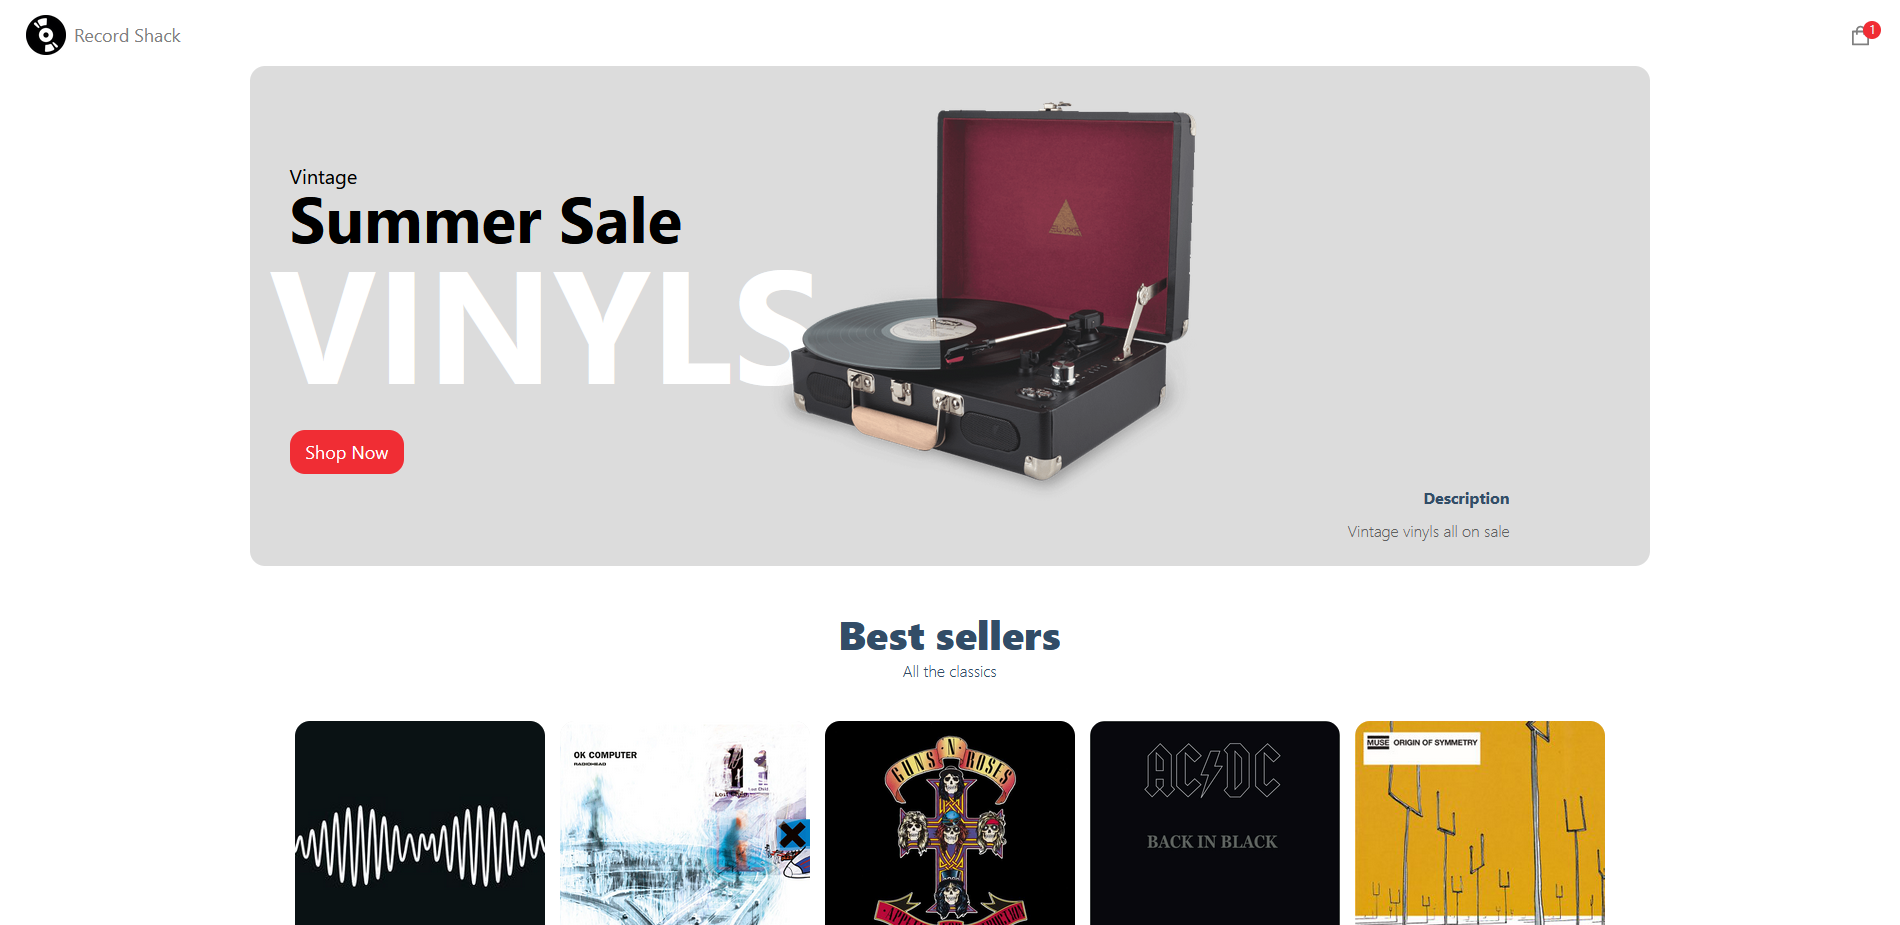 Record Shack
1
Vintage
Summer Sale
VINYLS
Shop Now
Description
Vintage vinyls all on sale
Best sellers
All the classics
OK COMPUTER
RADIOHEAD
GUNS N' ROSES
AC/DC
BACK IN BLACK
MUSE ORIGIN OF SYMMETRY